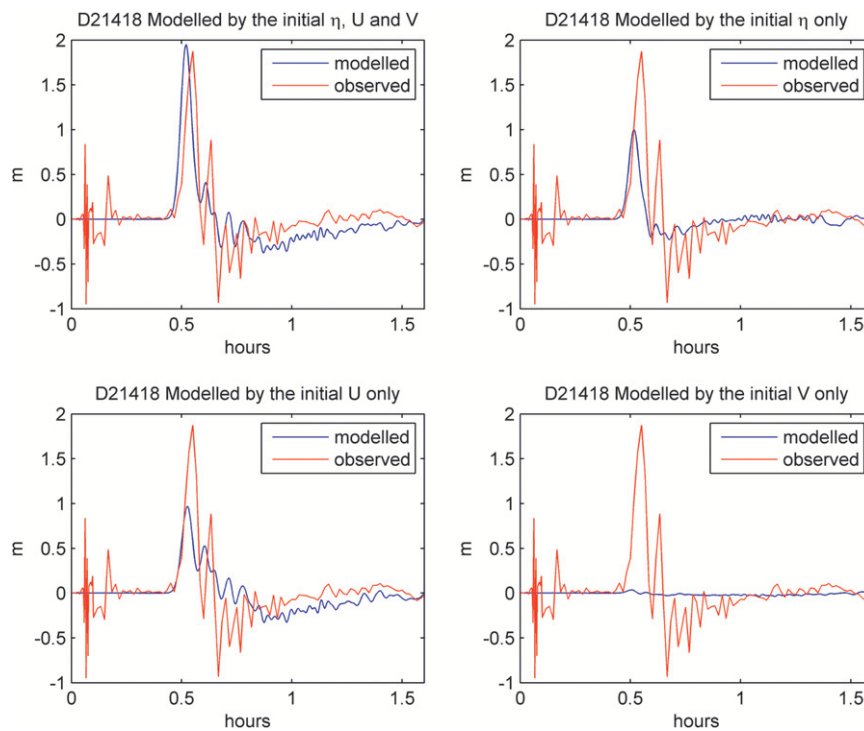 D21418 Modelled by the initial η, U and V
2
1.5
1
0.5
0
-0.5
-1
m
modelled
observed
0 0.5 1 1.5
hours
D21418 Modelled by the initial η only
2
1.5
1
0.5
0
-0.5
-1
m
modelled
observed
0 0.5 1 1.5
hours
D21418 Modelled by the initial U only
2
1.5
1
0.5
0
-0.5
-1
m
modelled
observed
0 0.5 1 1.5
hours
D21418 Modelled by the initial V only
2
1.5
1
0.5
0
-0.5
-1
m
modelled
observed
0 0.5 1 1.5
hours